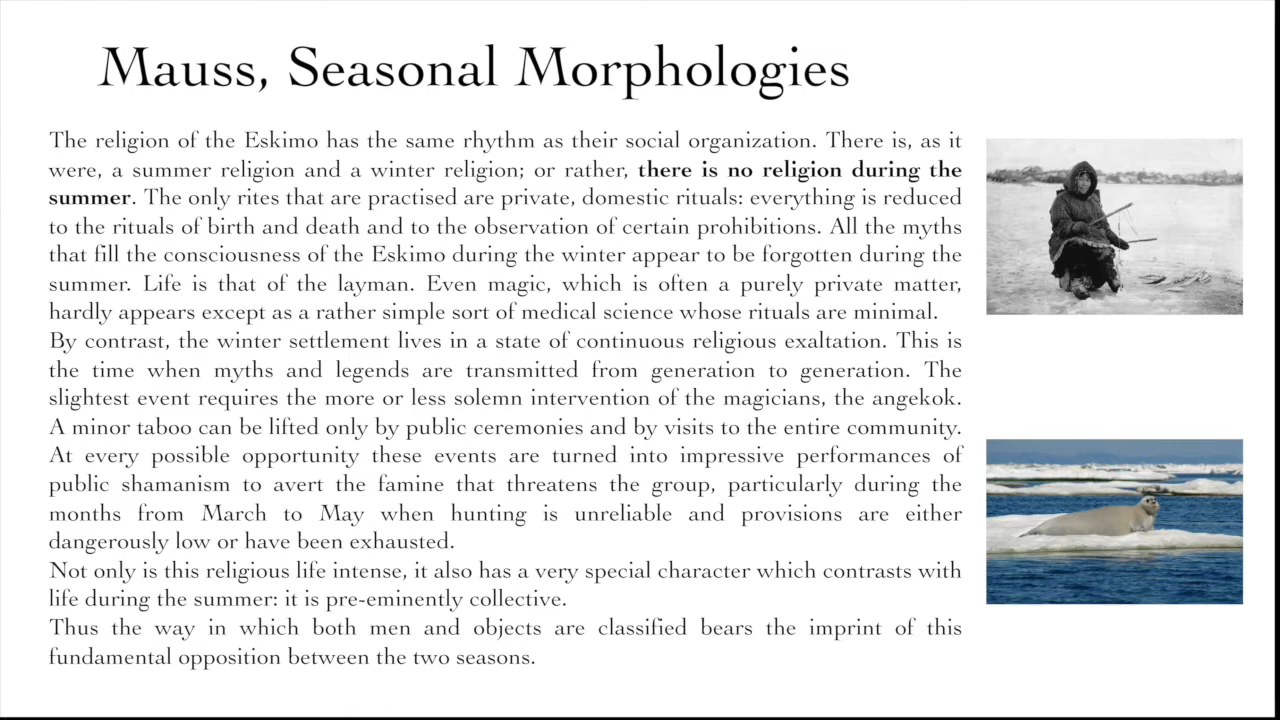 Mauss, Seasonal Morphologies
The religion of the Eskimo has the same rhythm as their social organization. There is, as it
were, a summer religion and a winter religion; or rather, there is no religion during the
summer. The only rites that are practised are private, domestic rituals: everything is reduced
to the rituals of birth and death and to the observation of certain prohibitions. All the myths
that fill the consciousness of the Eskimo during the winter appear to be forgotten during the
summer. Life is that of the layman. Even magic, which is often a purely private matter,
hardly appears except as a rather simple sort of medical science whose rituals are minimal.
By contrast, the winter settlement lives in a state of continuous religious exaltation. This is
the time when myths and legends are transmitted from generation to generation. The
slightest event requires the more or less solemn intervention of the magicians, the angekok.
A minor taboo can be lifted only by public ceremonies and by visits to the entire community.
At every possible opportunity these events are turned into impressive performances of
public shamanism to avert the famine that threatens the group, particularly during the
months from March to May when hunting is unreliable and provisions are either
dangerously low or have been exhausted.
Not only is this religious life intense, it also has a very special character which contrasts with
life during the summer: it is pre-eminently collective.
Thus the way in which both men and objects are classified bears the imprint of this
fundamental opposition between the two seasons.